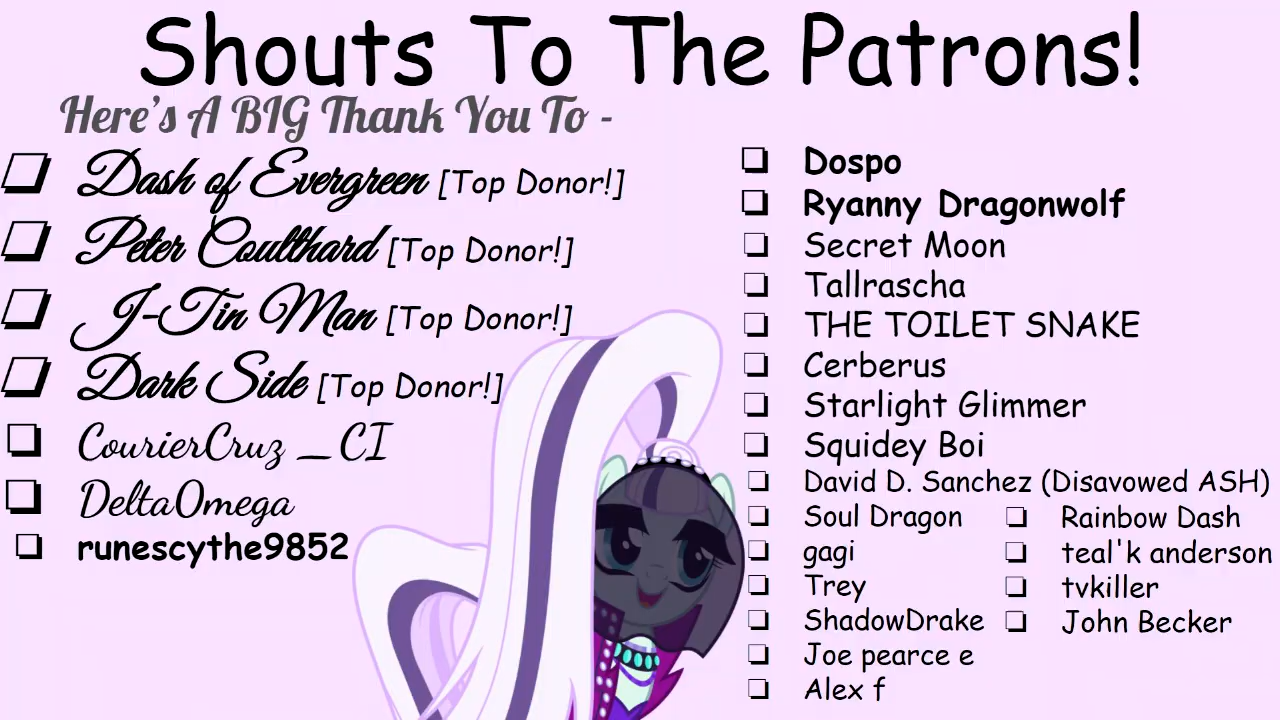 Shouts To The Patrons!
Here's A BIG Thank You To -
❏ Dash of Evergreen [Top Donor!]
❏ Peter Coulthard [Top Donor!]
❏ J-Tin Man [Top Donor!]
❏ Dark Side [Top Donor!]
❏ CourierCruz _CI
❏ DeltaOmega
❏ runescythe9852
❏ Dospo
❏ Ryanny Dragonwolf
❏ Secret Moon
❏ Tallrascha
❏ THE TOILET SNAKE
❏ Cerberus
❏ Starlight Glimmer
❏ Squidey Boi
❏ David D. Sanchez (Disavowed ASH)
❏ Soul Dragon
❏ gagi
❏ Trey
❏ ShadowDrake
❏ Joe pearce e
❏ Alex f
❏ Rainbow Dash
❏ teal'k anderson
❏ tvkiller
❏ John Becker